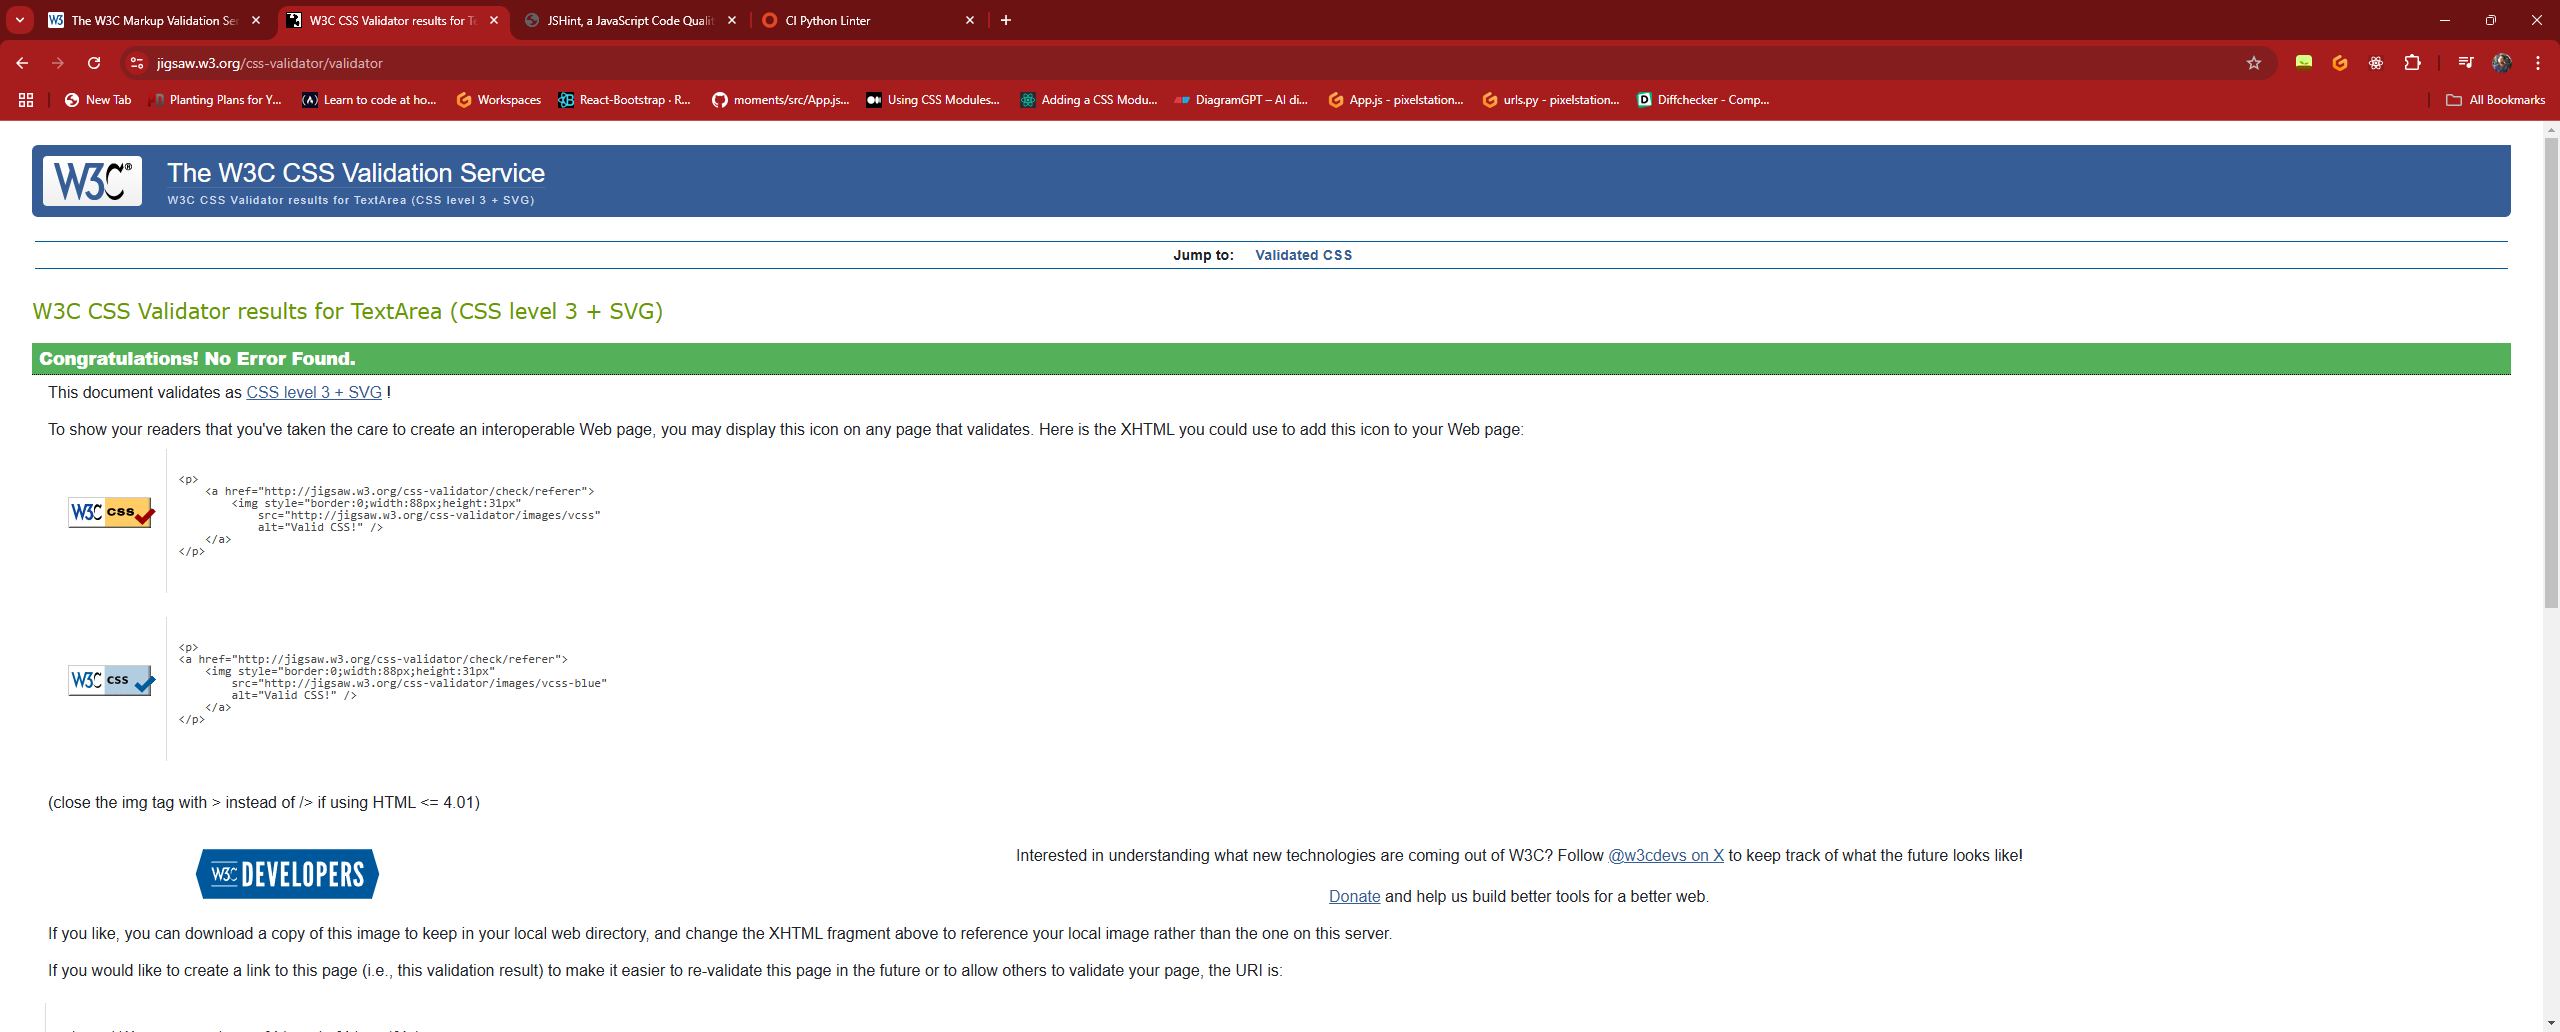 The W3C Markup Validation Se
W3C CSS Validator results for Te
JSHint, a JavaScript Code Qualit
CI Python Linter
jigsaw.w3.org/css-validator/validator
New Tab
Planting Plans for Y...
Learn to code at ho...
Workspaces
React-Bootstrap · R...
moments/src/App.js...
Using CSS Modules...
Adding a CSS Modu...
DiagramGPT – AI di...
App.js - pixelstation...
urls.py - pixelstation...
Diffchecker - Comp...
All Bookmarks
W3C®
The W3C CSS Validation Service
W3C CSS Validator results for TextArea (CSS level 3 + SVG)
Jump to: Validated CSS
W3C CSS Validator results for TextArea (CSS level 3 + SVG)
Congratulations! No Error Found.
This document validates as CSS level 3 + SVG !
To show your readers that you've taken the care to create an interoperable Web page, you may display this icon on any page that validates. Here is the XHTML you could use to add this icon to your Web page:
W3C css
<p>
<a href="http://jigsaw.w3.org/css-validator/check/referer">
<img style="border:0;width:88px;height:31px"
src="http://jigsaw.w3.org/css-validator/images/vcss"
alt="Valid CSS!" />
</a>
</p>
W3C css
<p>
<a href="http://jigsaw.w3.org/css-validator/check/referer">
<img style="border:0;width:88px;height:31px"
src="http://jigsaw.w3.org/css-validator/images/vcss-blue"
alt="Valid CSS!" />
</a>
</p>
(close the img tag with > instead of /> if using HTML <= 4.01)
W3C DEVELOPERS
Interested in understanding what new technologies are coming out of W3C? Follow @w3cdevs on X to keep track of what the future looks like!
Donate and help us build better tools for a better web.
If you like, you can download a copy of this image to keep in your local web directory, and change the XHTML fragment above to reference your local image rather than the one on this server.
If you would like to create a link to this page (i.e., this validation result) to make it easier to re-validate this page in the future or to allow others to validate your page, the URI is: